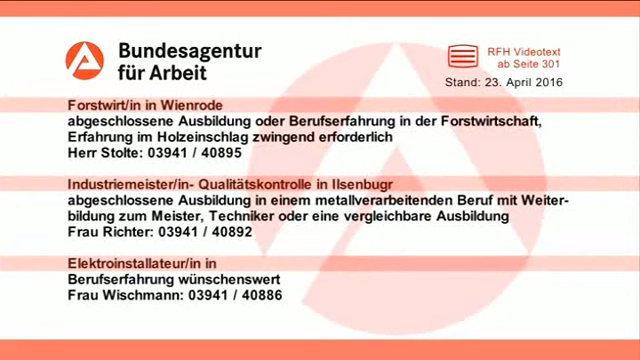 Bundesagentur
für Arbeit
RFH Videotext
ab Seite 301
Stand: 23. April 2016
Forstwirt/in in Wienrode
abgeschlossene Ausbildung oder Berufserfahrung in der Forstwirtschaft,
Erfahrung im Holzeinschlag zwingend erforderlich
Herr Stolte: 03941 / 40895
Industriemeister/in- Qualitätskontrolle in Ilsenbugr
abgeschlossene Ausbildung in einem metallverarbeitenden Beruf mit Weiter-
bildung zum Meister, Techniker oder eine vergleichbare Ausbildung
Frau Richter: 03941 / 40892
Elektroinstallateur/in in
Berufserfahrung wünschenswert
Frau Wischmann: 03941 / 40886